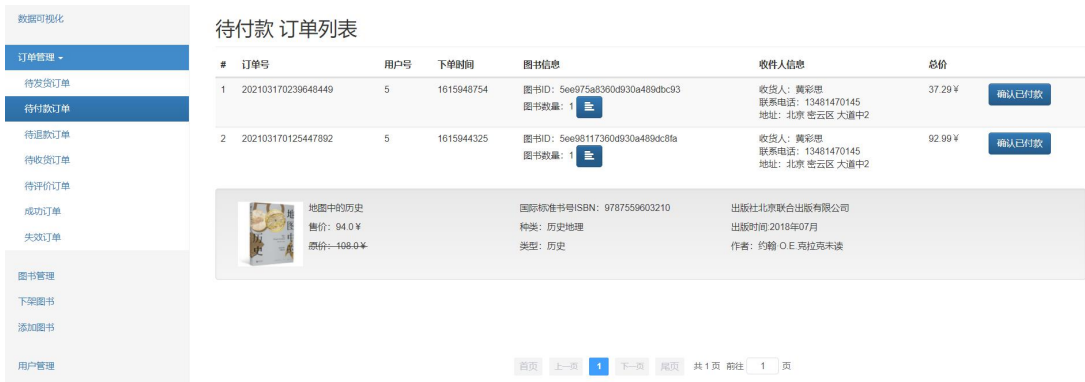 数据可视化
订单管理
待发货订单
待付款订单
待退款订单
待收货订单
待评价订单
成功订单
失效订单
图书管理
下架图书
添加图书
用户管理
待付款 订单列表
# 订单号 用户号 下单时间 图书信息 收件人信息 总价
1 202103170239648449 5 1615948754 图书ID：5ee975a8360d930a489dbc93 收货人：黄彩思 37.29¥ 确认已付款
图书数量：1 联系电话：13481470145
地址：北京 密云区 大道中2
2 202103170125447892 5 1615944325 图书ID：5ee98117360d930a489dc8fa 收货人：黄彩思 92.99¥ 确认已付款
图书数量：1 联系电话：13481470145
地址：北京 密云区 大道中2
地图中的历史 国际标准书号ISBN：9787559603210 出版社北京联合出版有限公司
售价：94.0¥ 种类：历史地理 出版时间:2018年07月
原价：108.0¥ 类型：历史 作者：约翰·O.E.克拉克未读
首页 上一页 1 下一页 尾页 共1页 前往 1 页